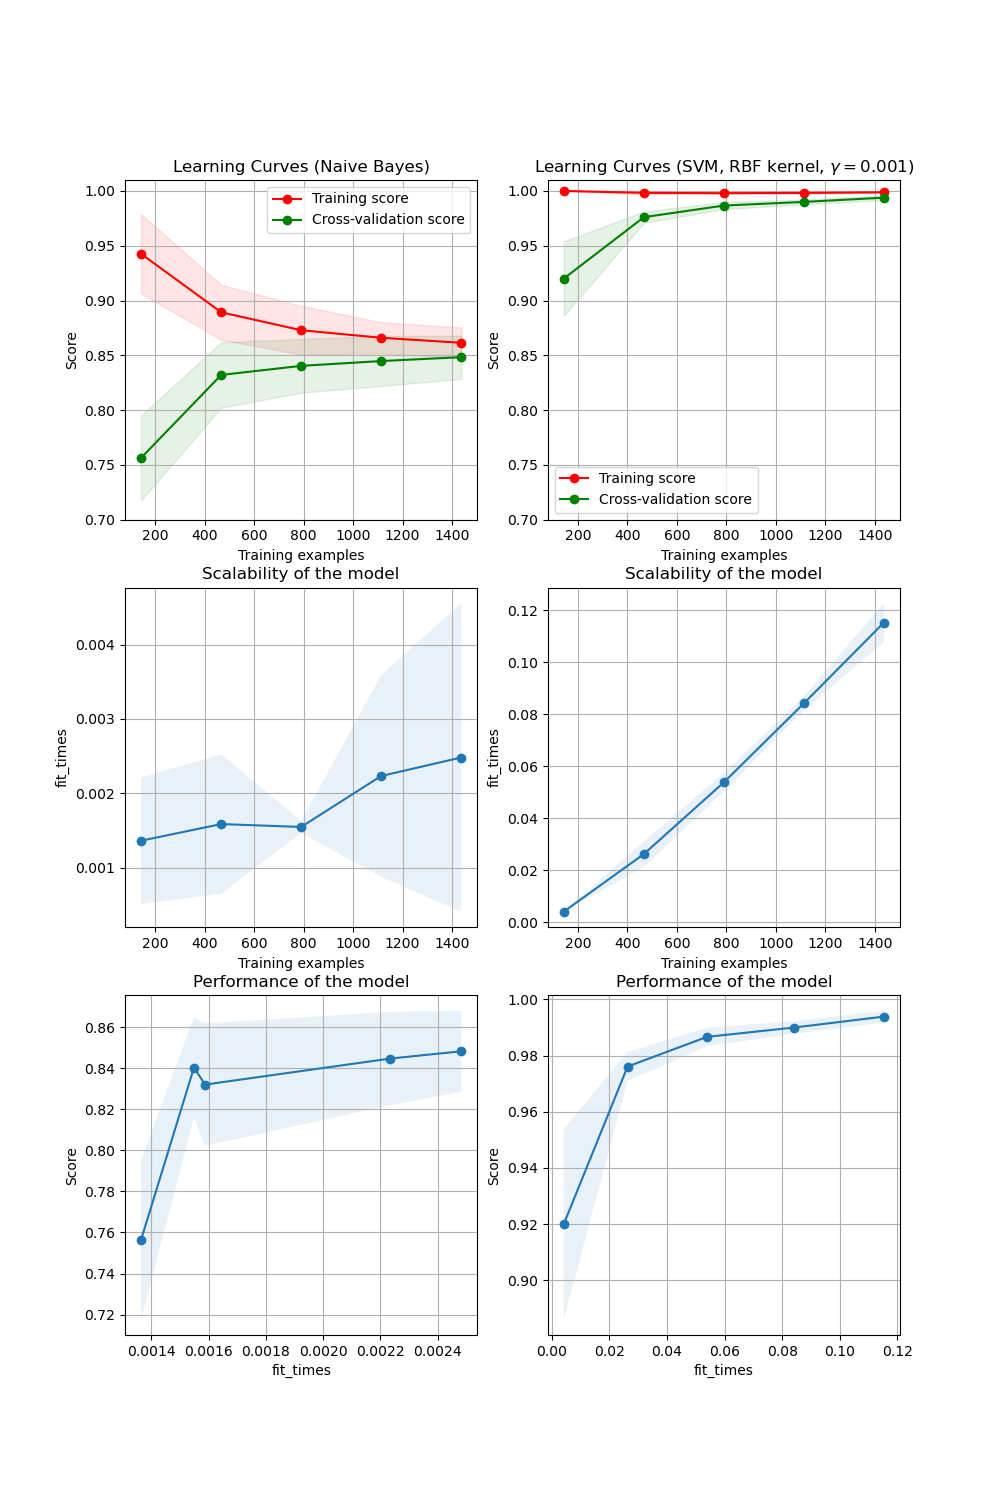 Learning Curves (Naive Bayes)
1.00
0.95
0.90
0.85
0.80
0.75
0.70
Score
Training score
Cross-validation score
200 400 600 800 1000 1200 1400
Training examples
Learning Curves (SVM, RBF kernel, γ = 0.001)
1.00
0.95
0.90
0.85
0.80
0.75
0.70
Score
Training score
Cross-validation score
200 400 600 800 1000 1200 1400
Training examples
Scalability of the model
0.004
0.003
0.002
0.001
fit_times
200 400 600 800 1000 1200 1400
Training examples
Scalability of the model
0.12
0.10
0.08
0.06
0.04
0.02
0.00
fit_times
200 400 600 800 1000 1200 1400
Training examples
Performance of the model
0.86
0.84
0.82
0.80
0.78
0.76
0.74
0.72
Score
0.0014 0.0016 0.0018 0.0020 0.0022 0.0024
fit_times
Performance of the model
1.00
0.98
0.96
0.94
0.92
0.90
Score
0.00 0.02 0.04 0.06 0.08 0.10 0.12
fit_times